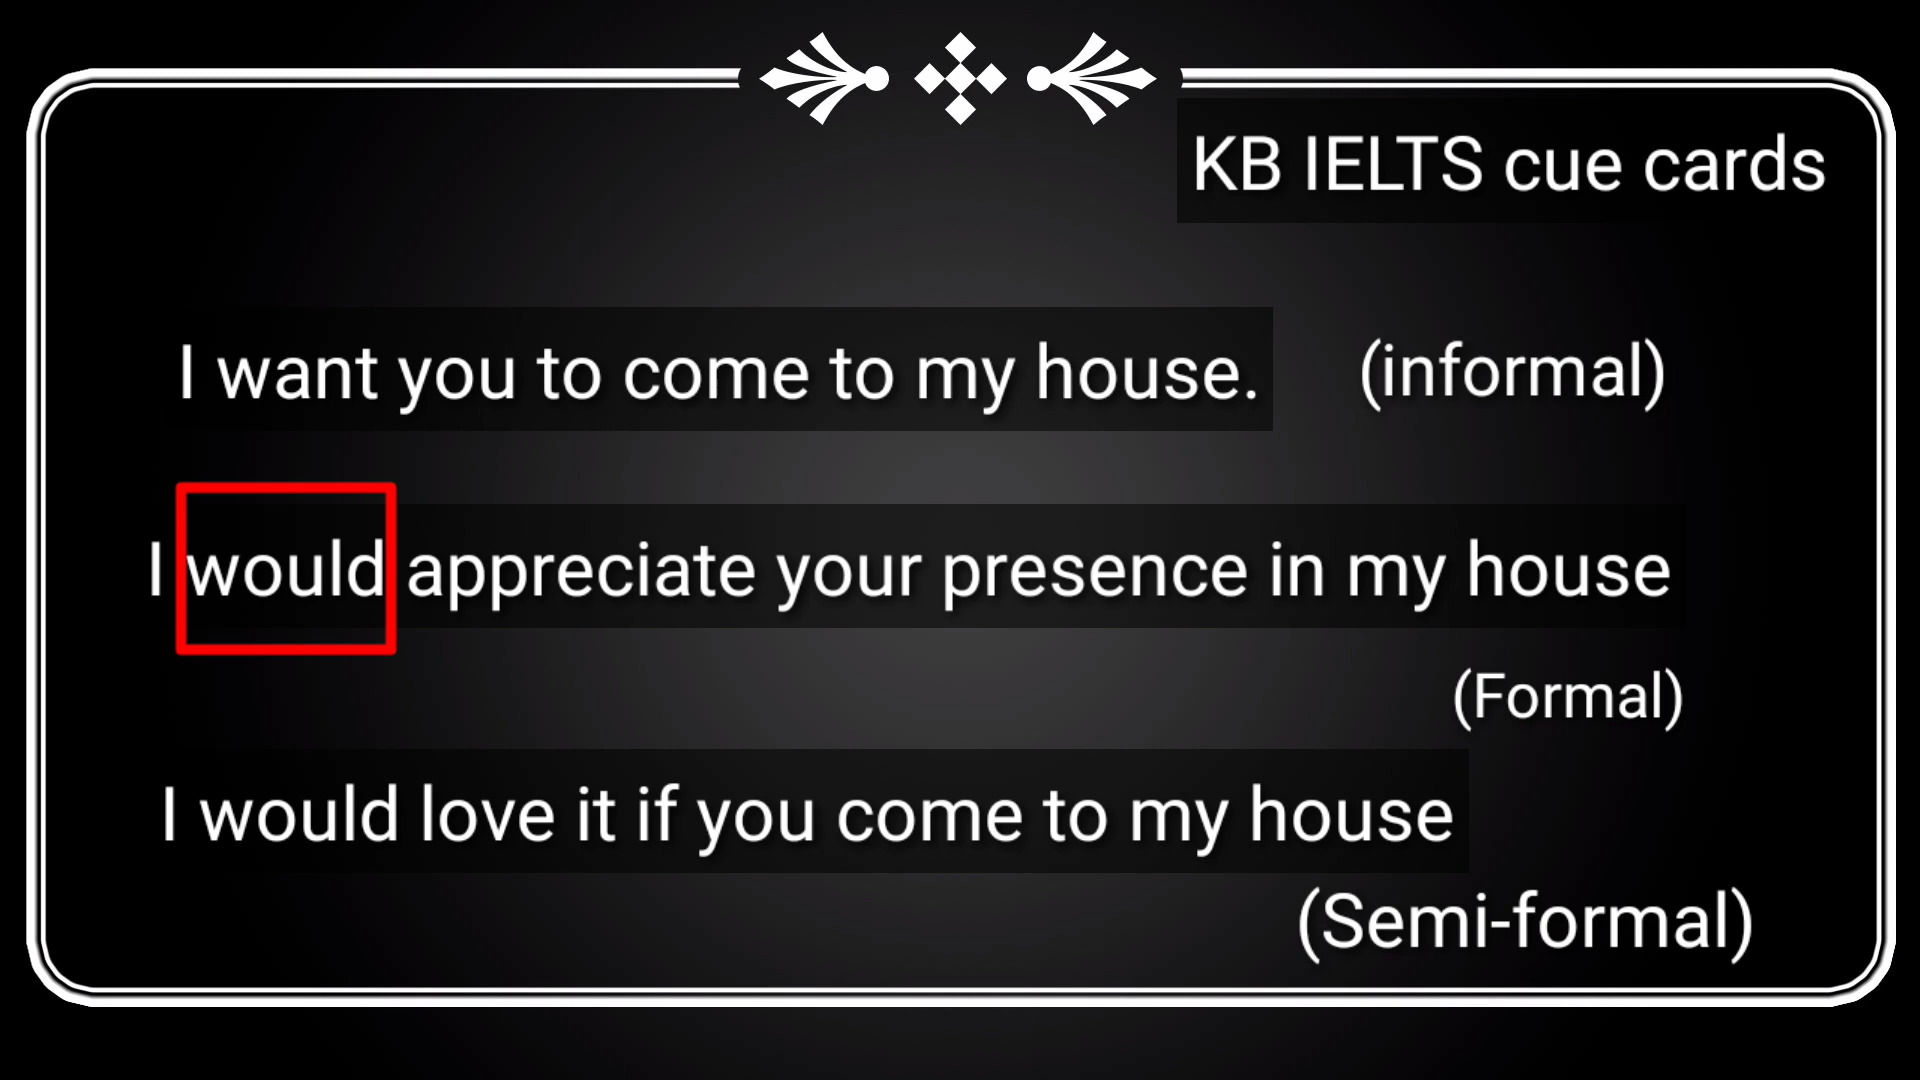 KB IELTS cue cards
I want you to come to my house. (informal)
I would appreciate your presence in my house
(Formal)
I would love it if you come to my house
(Semi-formal)